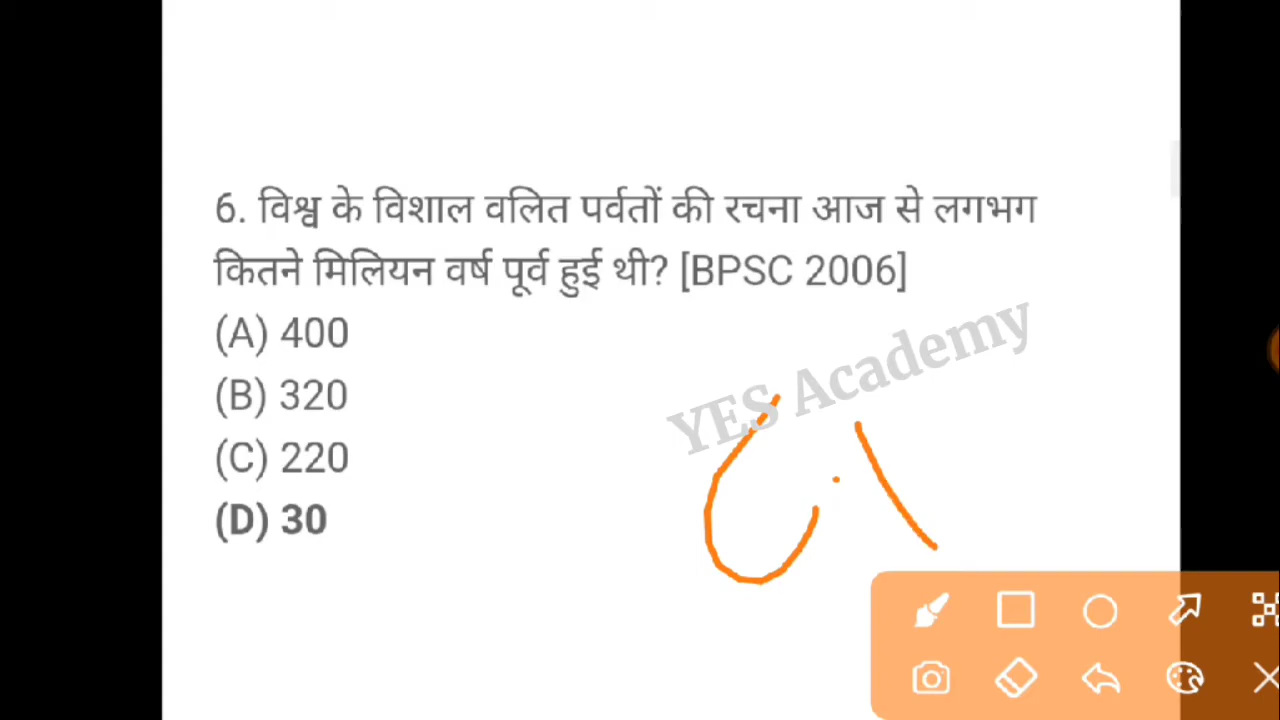 6. विश्व के विशाल वलित पर्वतों की रचना आज से लगभग
कितने मिलियन वर्ष पूर्व हुई थी? [BPSC 2006]
(A) 400
(B) 320
(C) 220
(D) 30
YES Academy